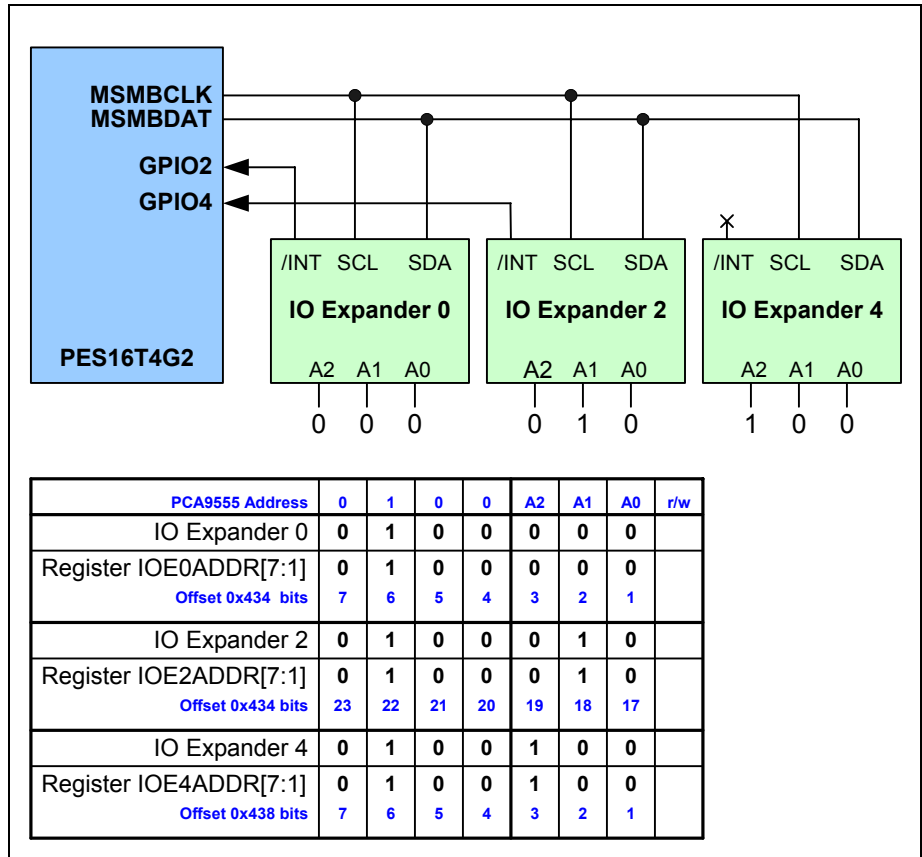 MSMBCLK
MSMBDAT
GPIO2
GPIO4
PES16T4G2
/INT SCL SDA
IO Expander 0
A2 A1 A0
0 0 0
/INT SCL SDA
IO Expander 2
A2 A1 A0
0 1 0
/INT SCL SDA
IO Expander 4
A2 A1 A0
1 0 0
PCA9555 Address 0 1 0 0 A2 A1 A0 r/w
IO Expander 0 0 1 0 0 0 0 0
Register IOE0ADDR[7:1] 0 1 0 0 0 0 0
Offset 0x434 bits 7 6 5 4 3 2 1
IO Expander 2 0 1 0 0 0 1 0
Register IOE2ADDR[7:1] 0 1 0 0 0 1 0
Offset 0x434 bits 23 22 21 20 19 18 17
IO Expander 4 0 1 0 0 1 0 0
Register IOE4ADDR[7:1] 0 1 0 0 1 0 0
Offset 0x438 bits 7 6 5 4 3 2 1